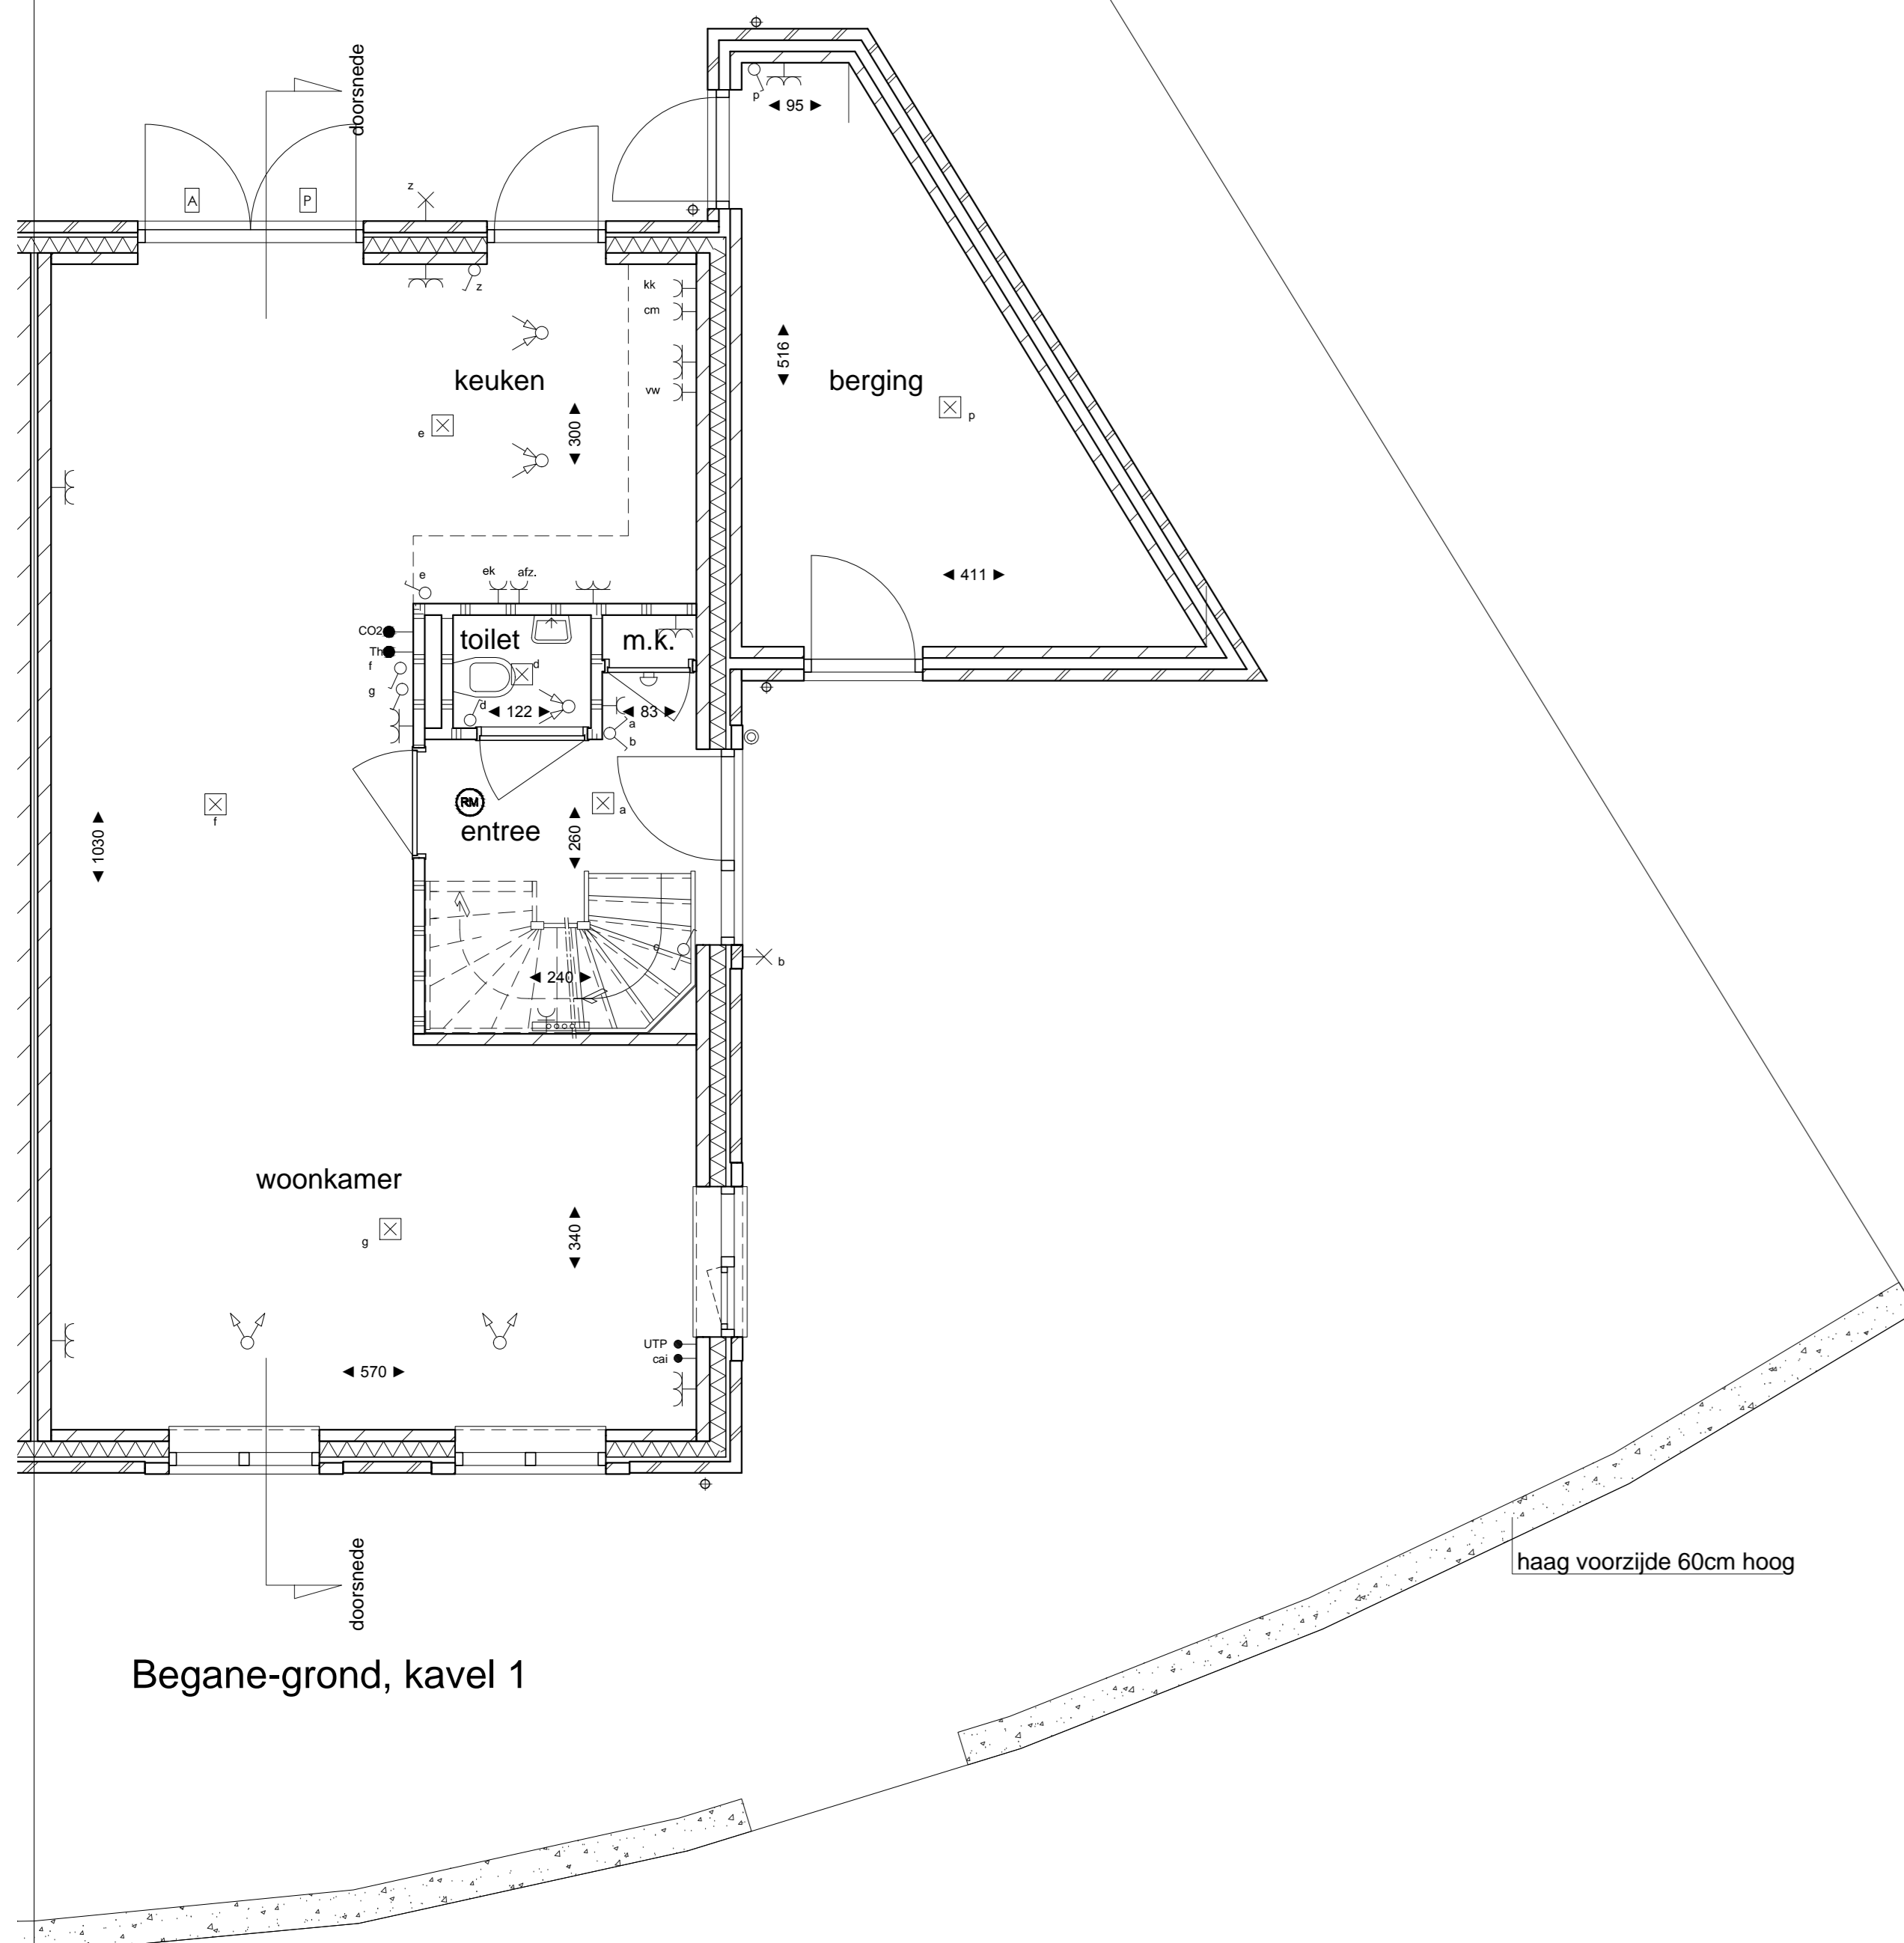 doorsnede
p
◄ 95 ►
A
P
z
z
kk
cm
vw
◄ 516 ►
keuken
berging
◄ 300 ►
e
p
e
ek
afz.
◄ 411 ►
CO2
Th
f
g
toilet
m.k.
d
d
◄ 122 ►
◄ 83 ►
a
b
RM
a
f
entree
◄ 260 ►
◄ 1030 ►
c
◄ 240 ►
b
woonkamer
g
◄ 340 ►
UTP
cai
◄ 570 ►
doorsnede
haag voorzijde 60cm hoog
Begane-grond, kavel 1